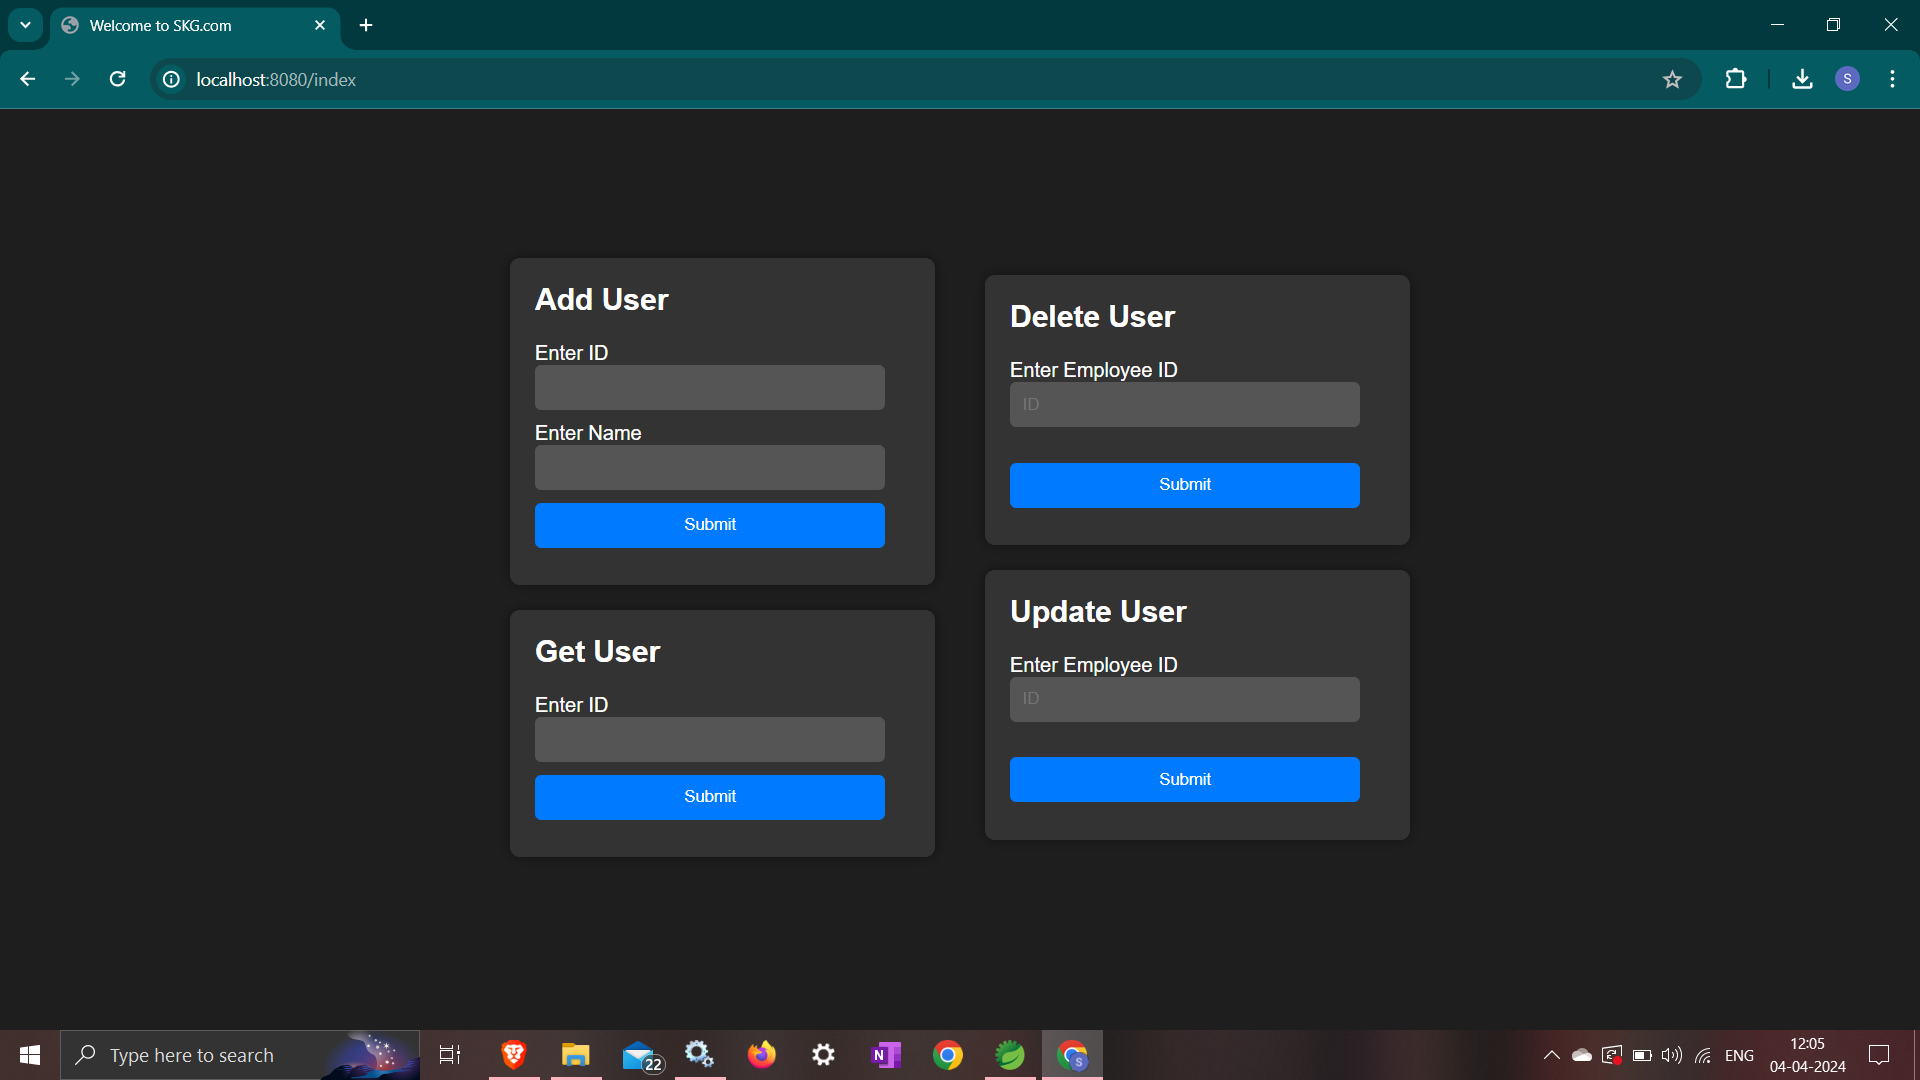 Welcome to SKG.com
localhost:8080/index
S
Add User
Enter ID
Enter Name
Submit
Get User
Enter ID
Submit
Delete User
Enter Employee ID
ID
Submit
Update User
Enter Employee ID
ID
Submit
Type here to search
22
N
S
ENG
12:05
04-04-2024